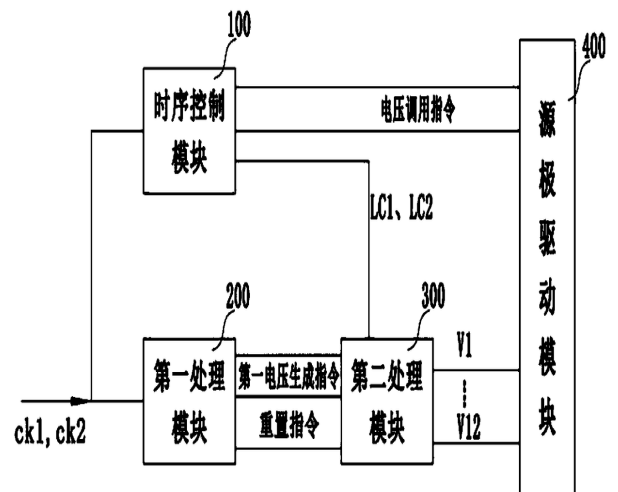 100
400
时序控制
模块
电压调用指令
源极驱动模块
LC1、LC2
200
300
第一处理
模块
第一电压生成指令
重置指令
第二处理
模块
V1
V12
ck1,ck2